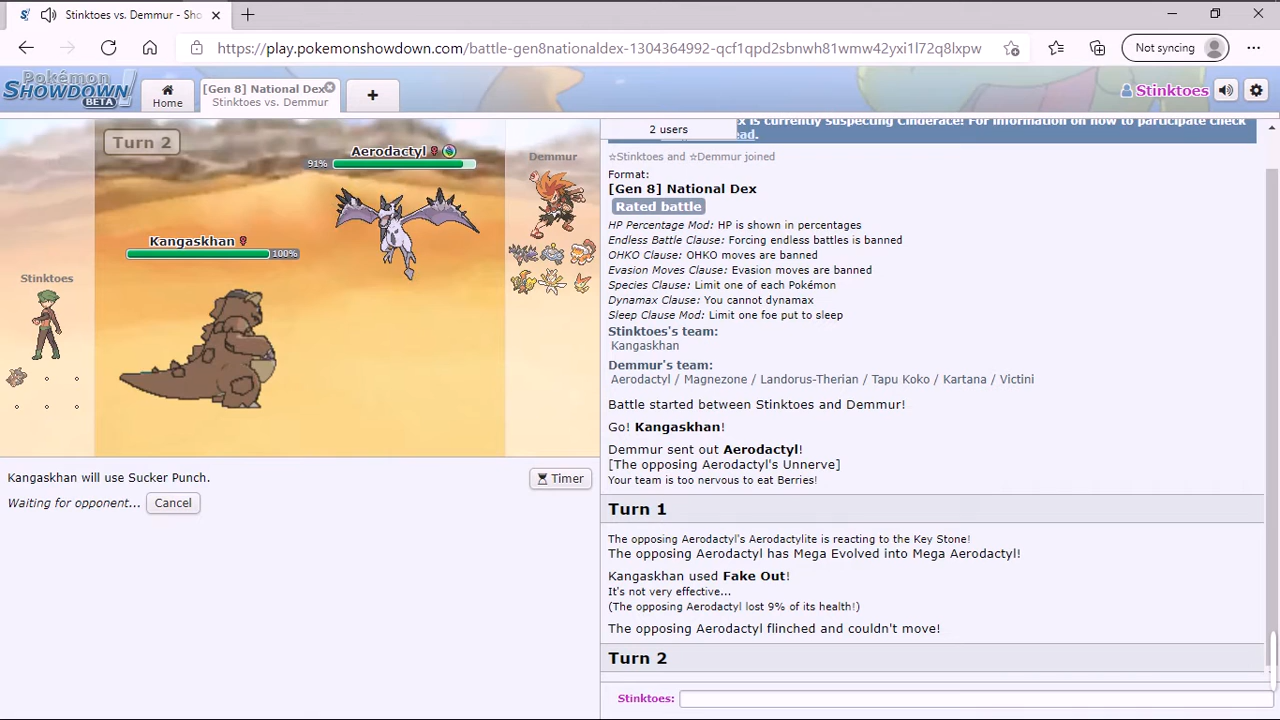 Stinktoes vs. Demmur - Sho
https://play.pokemonshowdown.com/battle-gen8nationaldex-1304364992-qcf1qpd2sbnwh81wmw42yxi1l72q8lxpw
Not syncing
Pokémon
SHOWDOWN
BETA
Home
[Gen 8] National Dex
Stinktoes vs. Demmur
Stinktoes
Turn 2
Aerodactyl
91%
Demmur
Kangaskhan
100%
Stinktoes
Kangaskhan will use Sucker Punch.
Timer
Waiting for opponent...
Cancel
2 users
x is currently suspecting Cinderace! For information on how to participate check
ead.
☆Stinktoes and ☆Demmur joined
Format:
[Gen 8] National Dex
Rated battle
HP Percentage Mod: HP is shown in percentages
Endless Battle Clause: Forcing endless battles is banned
OHKO Clause: OHKO moves are banned
Evasion Moves Clause: Evasion moves are banned
Species Clause: Limit one of each Pokémon
Dynamax Clause: You cannot dynamax
Sleep Clause Mod: Limit one foe put to sleep
Stinktoes's team:
Kangaskhan
Demmur's team:
Aerodactyl / Magnezone / Landorus-Therian / Tapu Koko / Kartana / Victini
Battle started between Stinktoes and Demmur!
Go! Kangaskhan!
Demmur sent out Aerodactyl!
[The opposing Aerodactyl's Unnerve]
Your team is too nervous to eat Berries!
Turn 1
The opposing Aerodactyl's Aerodactylite is reacting to the Key Stone!
The opposing Aerodactyl has Mega Evolved into Mega Aerodactyl!
Kangaskhan used Fake Out!
It's not very effective...
(The opposing Aerodactyl lost 9% of its health!)
The opposing Aerodactyl flinched and couldn't move!
Turn 2
Stinktoes: